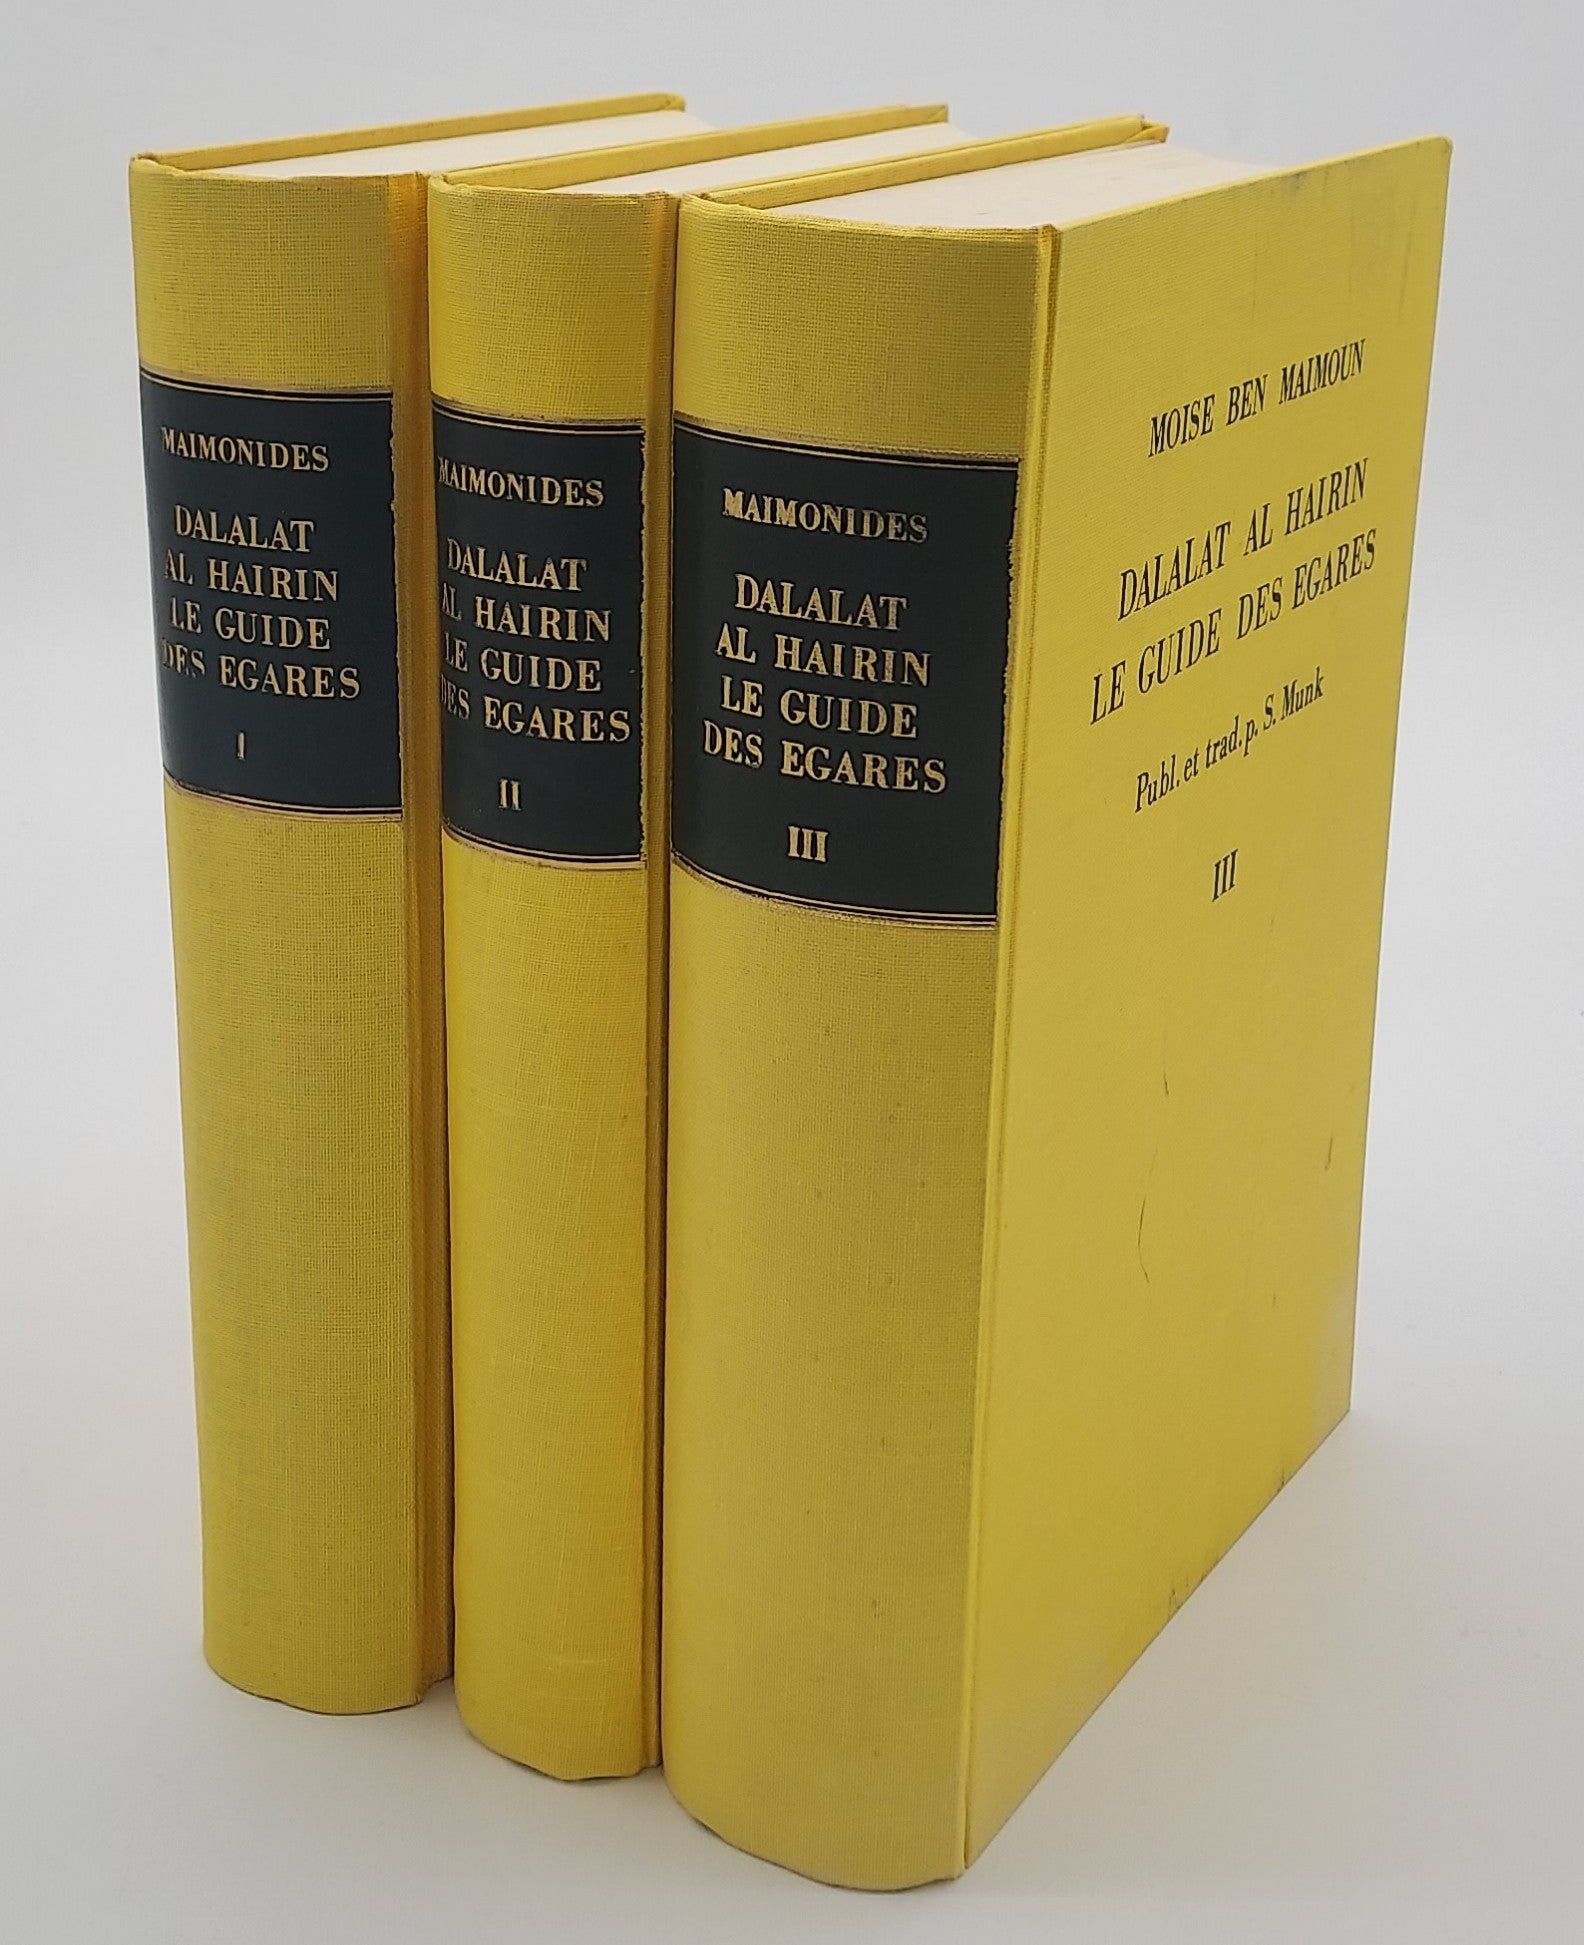 MAIMONIDES
DALALAT
AL HAIRIN
LE GUIDE
DES EGARES
I
MAIMONIDES
DALALAT
AL HAIRIN
LE GUIDE
DES EGARES
II
MAIMONIDES
DALALAT
AL HAIRIN
LE GUIDE
DES EGARES
III
MOISE BEN MAIMOUN
DALALAT AL HAIRIN
LE GUIDE DES EGARES
Publ. et trad. p. S. Munk
III